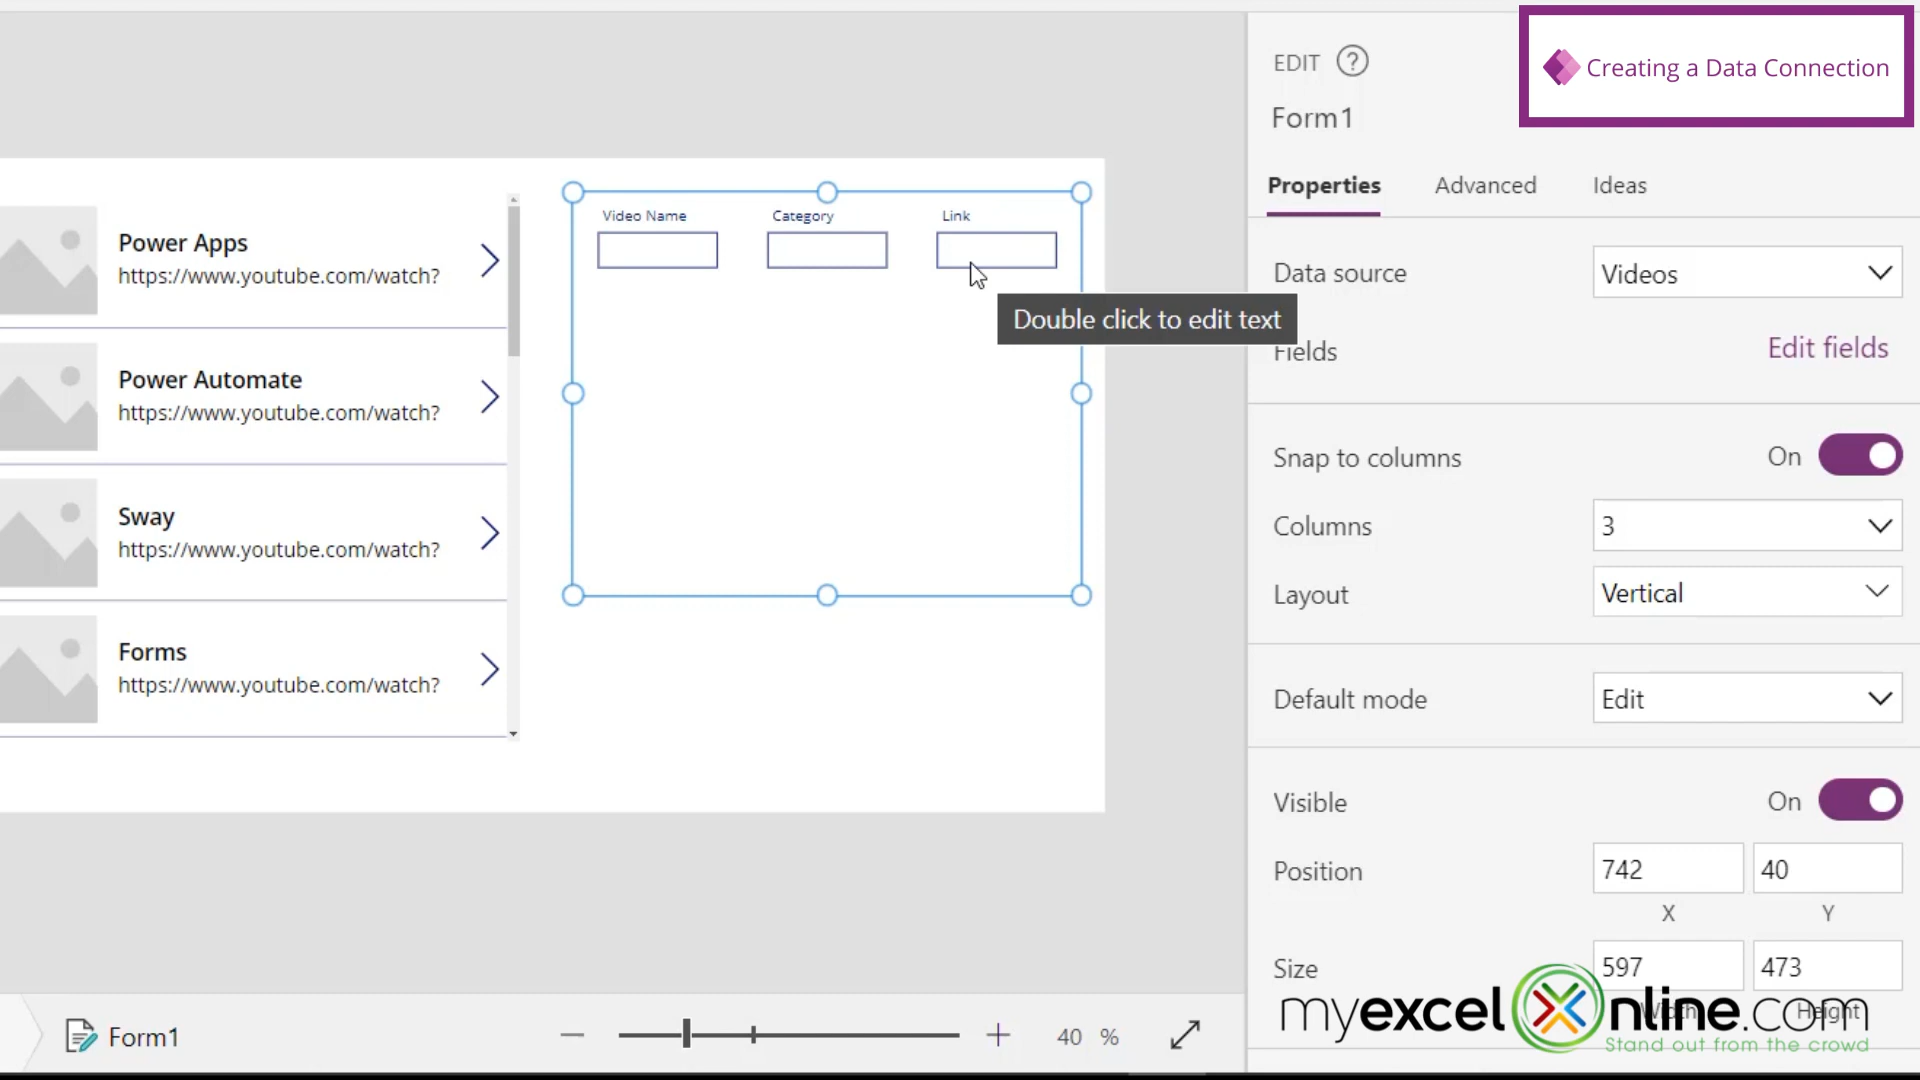 Creating a Data Connection
EDIT ?
Form1
Properties Advanced Ideas
Video Name Category Link
Power Apps
https://www.youtube.com/watch?
Power Automate
https://www.youtube.com/watch?
Sway
https://www.youtube.com/watch?
Forms
https://www.youtube.com/watch?
Double click to edit text
Data source Videos
Fields Edit fields
Snap to columns On
Columns 3
Layout Vertical
Default mode Edit
Visible On
Position 742 40
X Y
Size 597 473
Width Height
myexcelonline.com
Stand out from the crowd
Form1
40 %